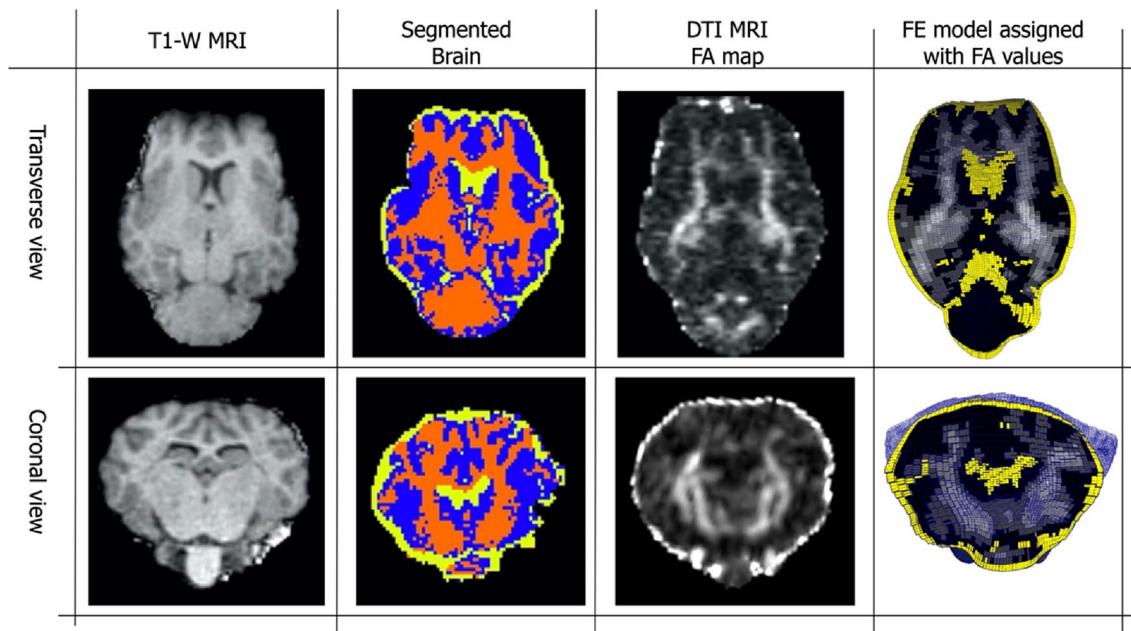 T1-W MRI
Segmented
Brain
DTI MRI
FA map
FE model assigned
with FA values
Transverse view
Coronal view